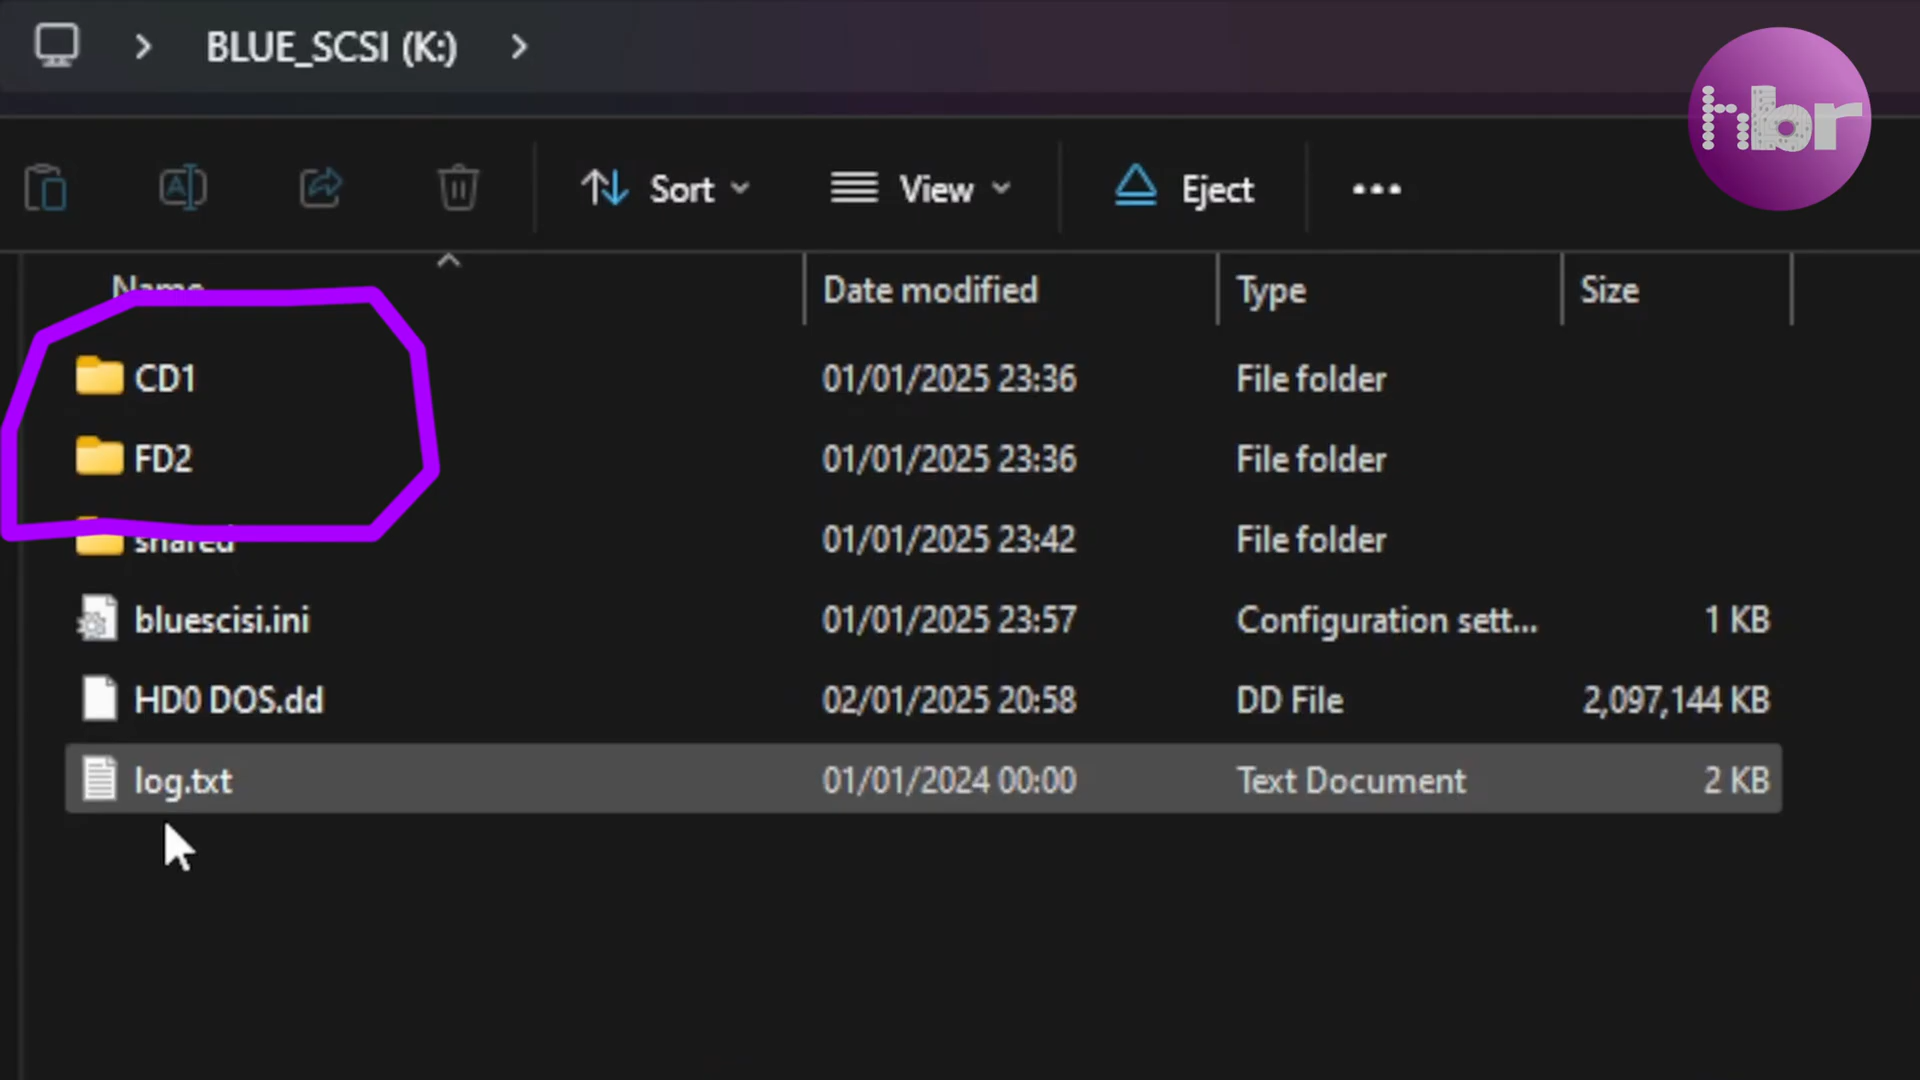 BLUE_SCSI (K:)
hbr
Sort View Eject
Name Date modified Type Size
CD1 01/01/2025 23:36 File folder
FD2 01/01/2025 23:36 File folder
shared 01/01/2025 23:42 File folder
bluescisi.ini 01/01/2025 23:57 Configuration sett... 1 KB
HD0 DOS.dd 02/01/2025 20:58 DD File 2,097,144 KB
log.txt 01/01/2024 00:00 Text Document 2 KB